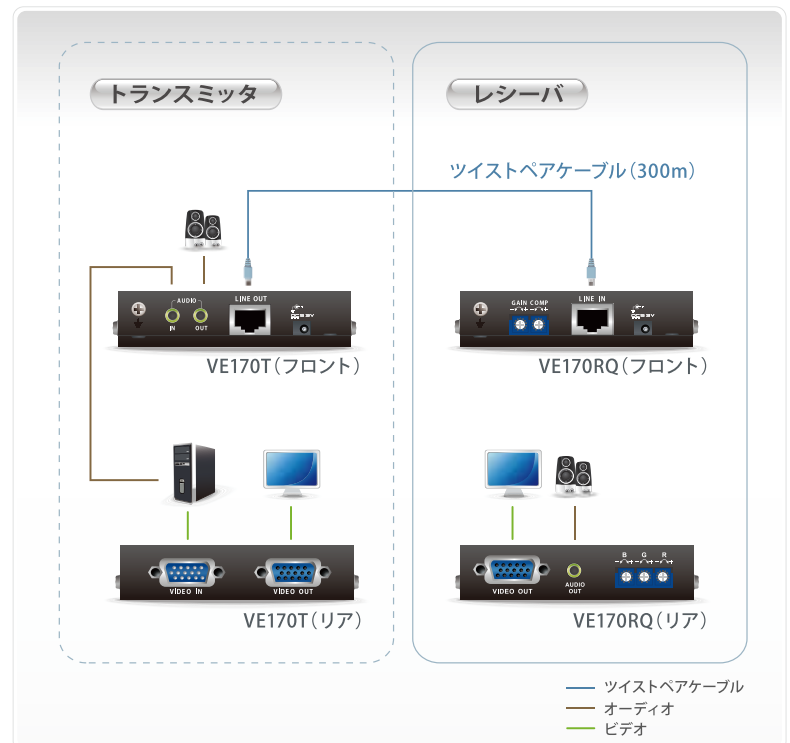 トランスミッタ
レシーバ
ツイストペアケーブル(300m)
AUDIO
IN
OUT
LINE OUT
VE170T(フロント)
GAIN COMP
LINE IN
VE170RQ(フロント)
VIDEO IN
VIDEO OUT
VE170T(リア)
VIDEO OUT
AUDIO
OUT
B G R
VE170RQ(リア)
ツイストペアケーブル
オーディオ
ビデオ